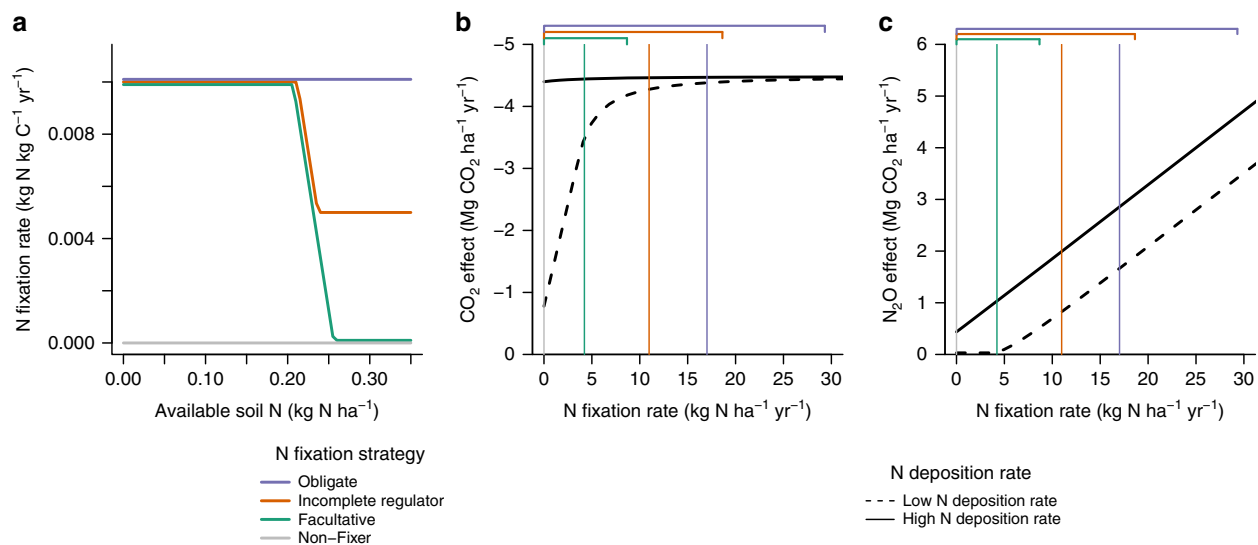 a
N fixation rate (kg N kg C⁻¹ yr⁻¹)
0.008
0.004
0.000
0.00
0.10
0.20
0.30
Available soil N (kg N ha⁻¹)
b
CO₂ effect (Mg CO₂ ha⁻¹ yr⁻¹)
−5
−4
−3
−2
−1
0
0
5
10
15
20
25
30
N fixation rate (kg N ha⁻¹ yr⁻¹)
c
N₂O effect (Mg CO₂ ha⁻¹ yr⁻¹)
6
5
4
3
2
1
0
0
5
10
15
20
25
30
N fixation rate (kg N ha⁻¹ yr⁻¹)
N fixation strategy
Obligate
Incomplete regulator
Facultative
Non−Fixer
N deposition rate
Low N deposition rate
High N deposition rate